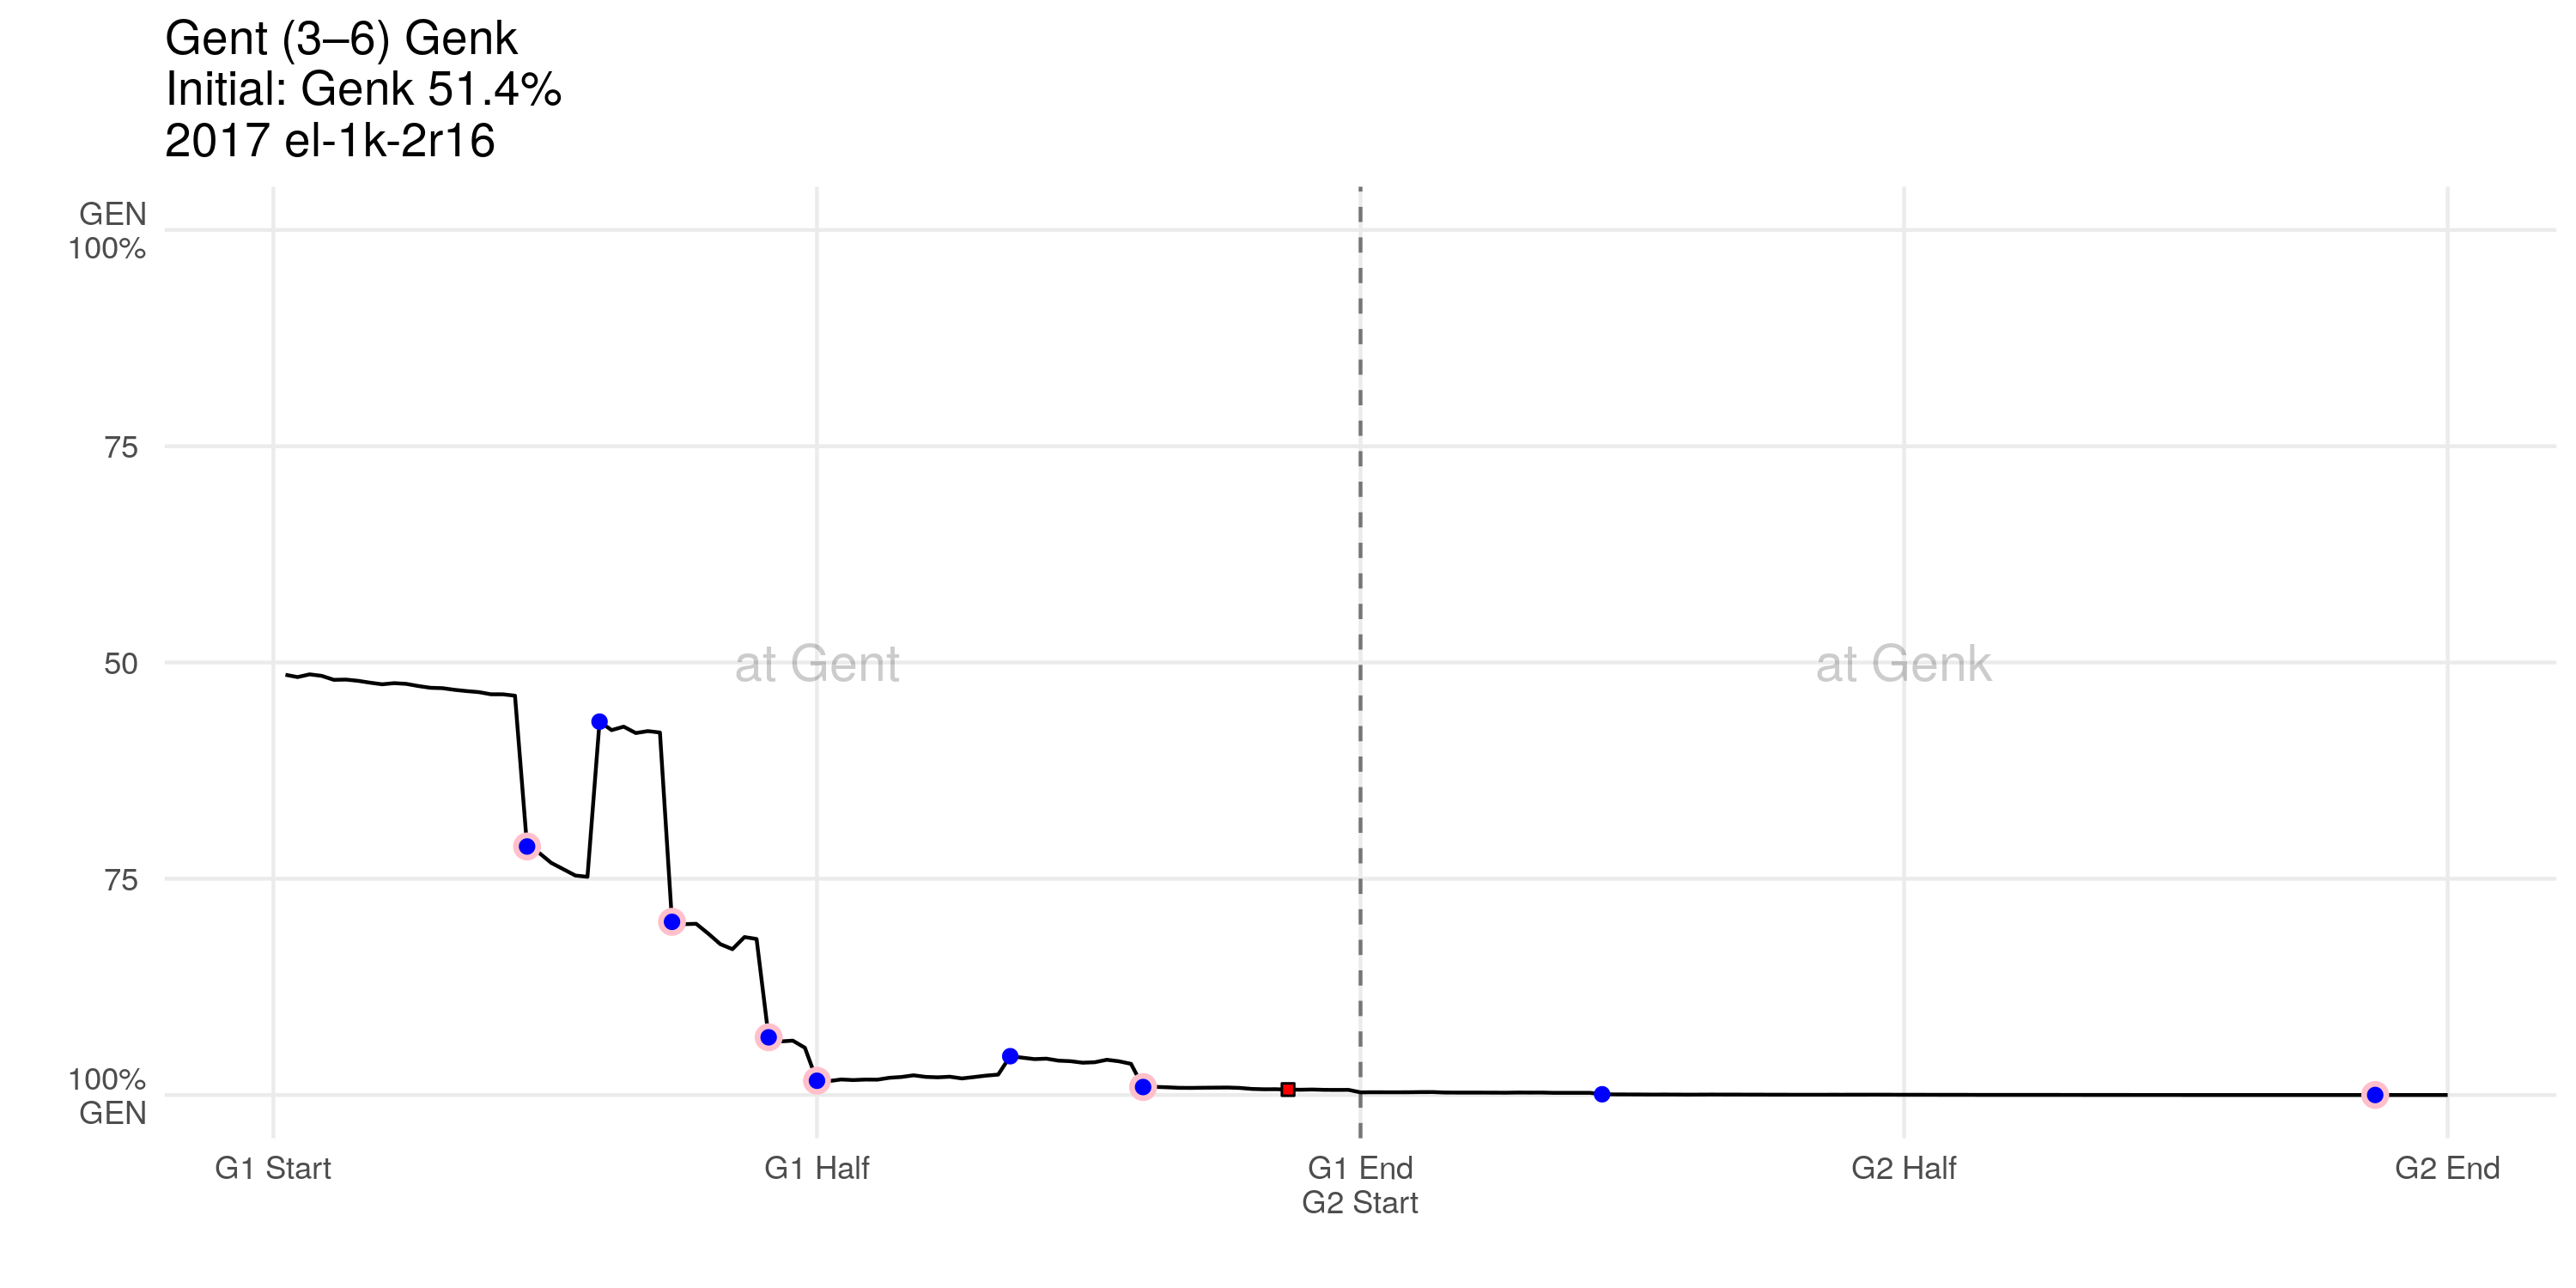 Gent (3–6) Genk
Initial: Genk 51.4%
2017 el-1k-2r16
GEN
100%
75
50
75
100%
GEN
at Gent
at Genk
G1 Start
G1 Half
G1 End
G2 Start
G2 Half
G2 End